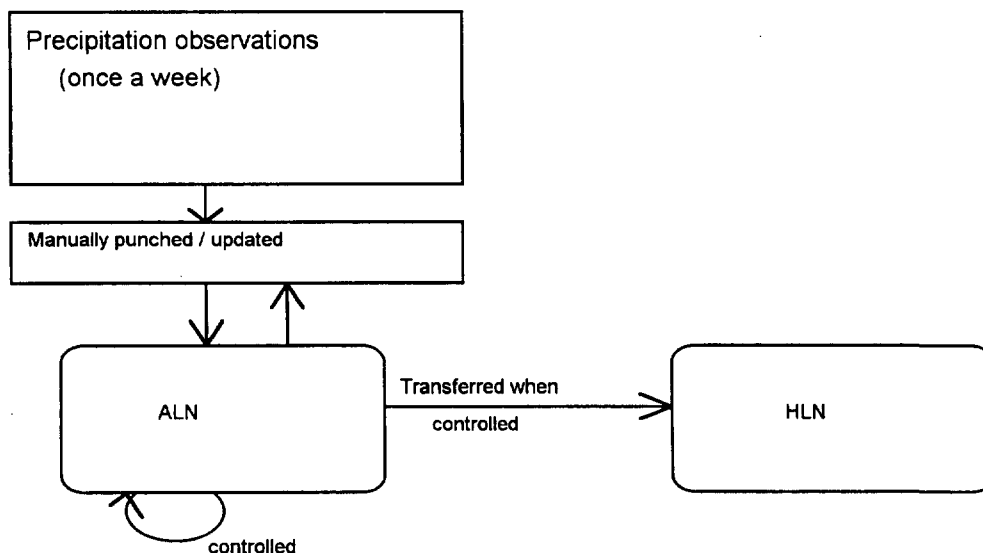 Precipitation observations
(once a week)
Manually punched / updated
ALN
Transferred when
controlled
HLN
controlled